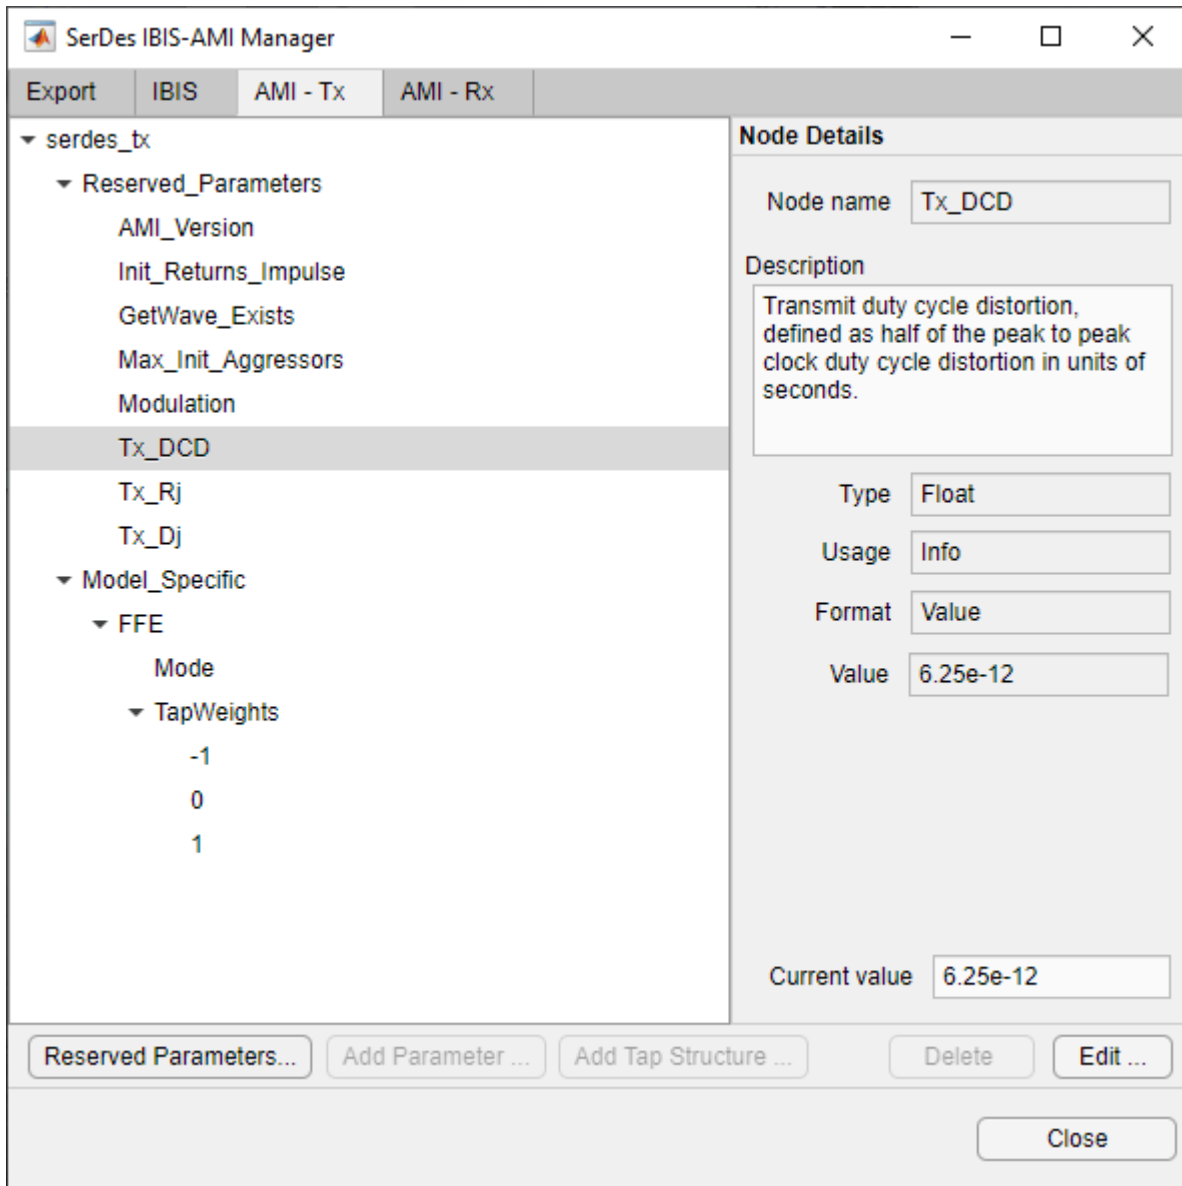 SerDes IBIS-AMI Manager
Export
IBIS
AMI - Tx
AMI - Rx
serdes_tx
Reserved_Parameters
AMI_Version
Init_Returns_Impulse
GetWave_Exists
Max_Init_Aggressors
Modulation
Tx_DCD
Tx_Rj
Tx_Dj
Model_Specific
FFE
Mode
TapWeights
-1
0
1
Node Details
Node name Tx_DCD
Description
Transmit duty cycle distortion,
defined as half of the peak to peak
clock duty cycle distortion in units of
seconds.
Type Float
Usage Info
Format Value
Value 6.25e-12
Current value 6.25e-12
Reserved Parameters...
Add Parameter ...
Add Tap Structure ...
Delete
Edit ...
Close